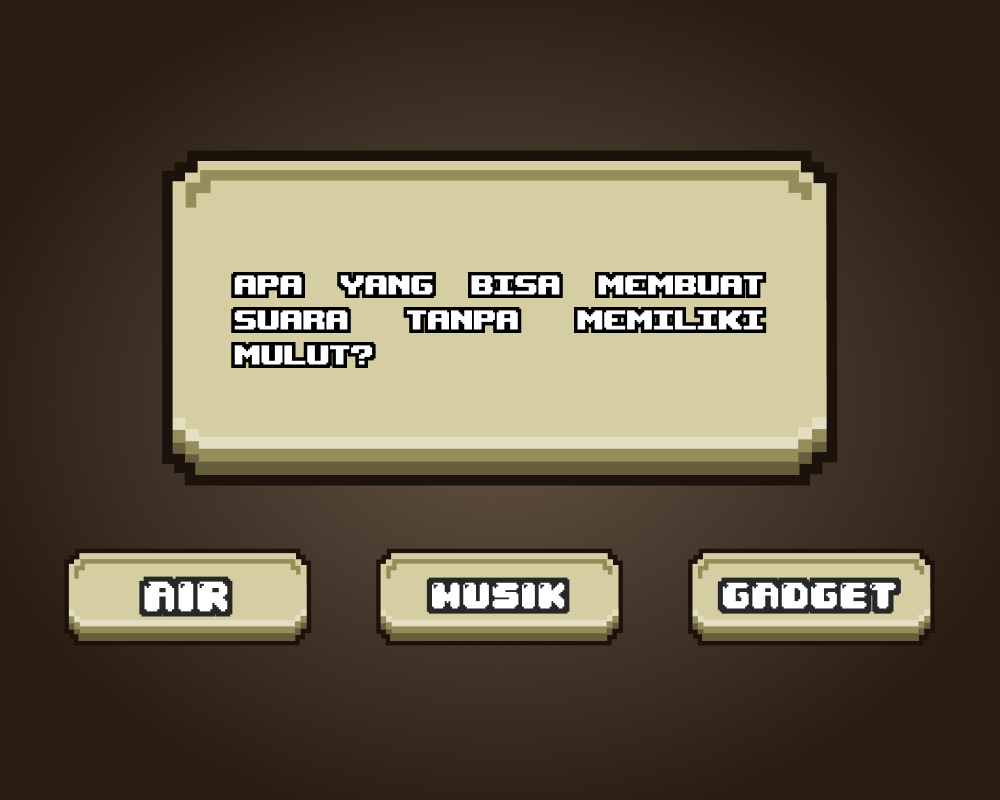 APA YANG BISA MEMBUAT
SUARA TANPA MEMILIKI
MULUT?
AIR
MUSIK
GADGET